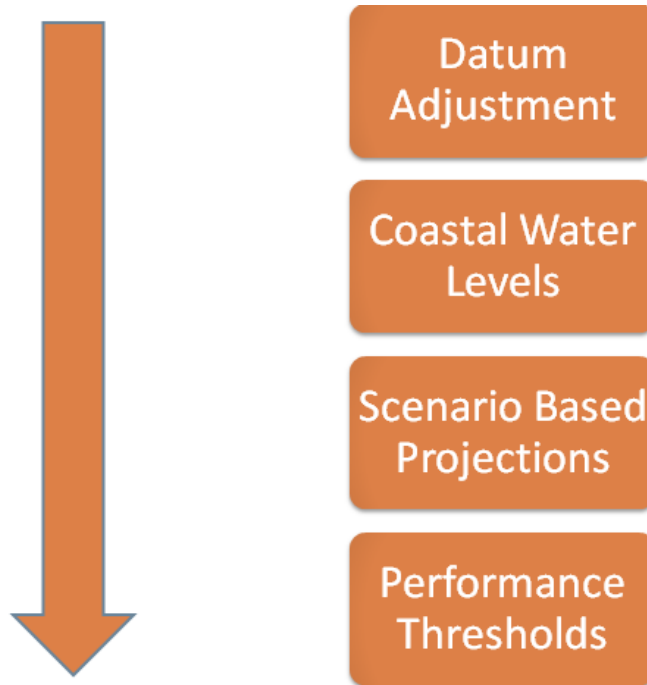 Datum
Adjustment
Coastal Water
Levels
Scenario Based
Projections
Performance
Thresholds